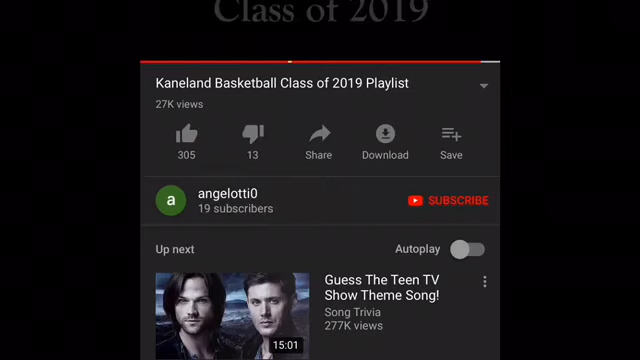 Class of 2019
Kaneland Basketball Class of 2019 Playlist
27K views
305
13
Share
Download
Save
a
angelotti0
19 subscribers
SUBSCRIBE
Up next
Autoplay
Guess The Teen TV
Show Theme Song!
Song Trivia
277K views
15:01